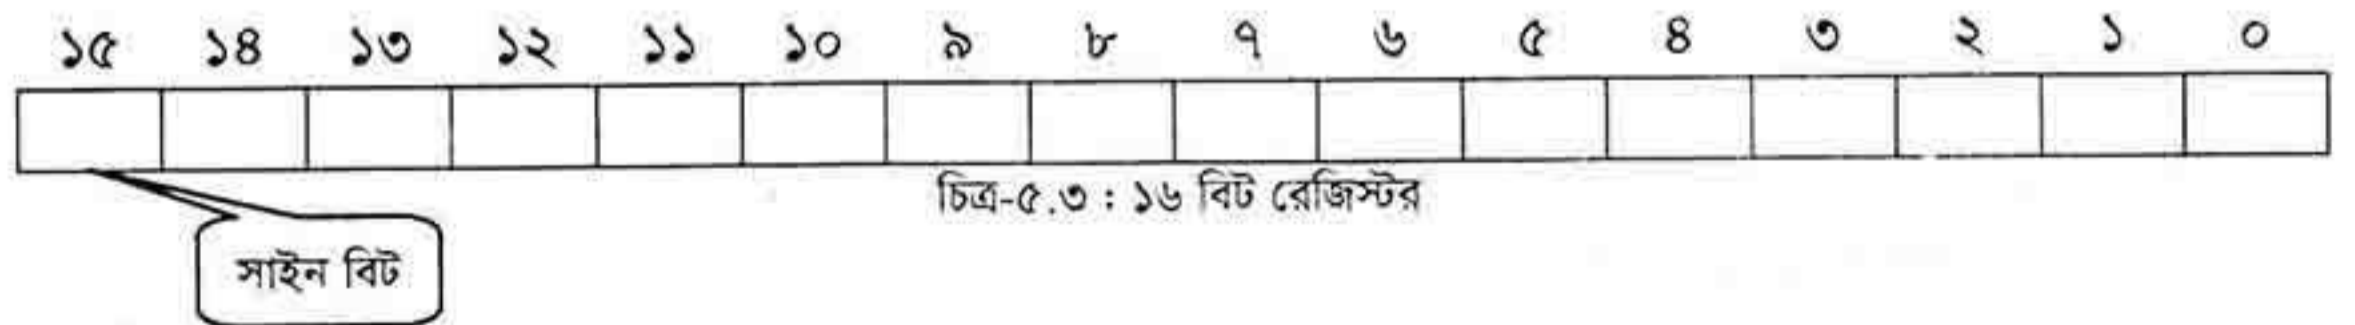 ১৫ ১৪ ১৩ ১২ ১১ ১০ ৯ ৮ ৭ ৬ ৫ ৪ ৩ ২ ১ ০
চিত্র-৫.৩ : ১৬ বিট রেজিস্টর
সাইন বিট